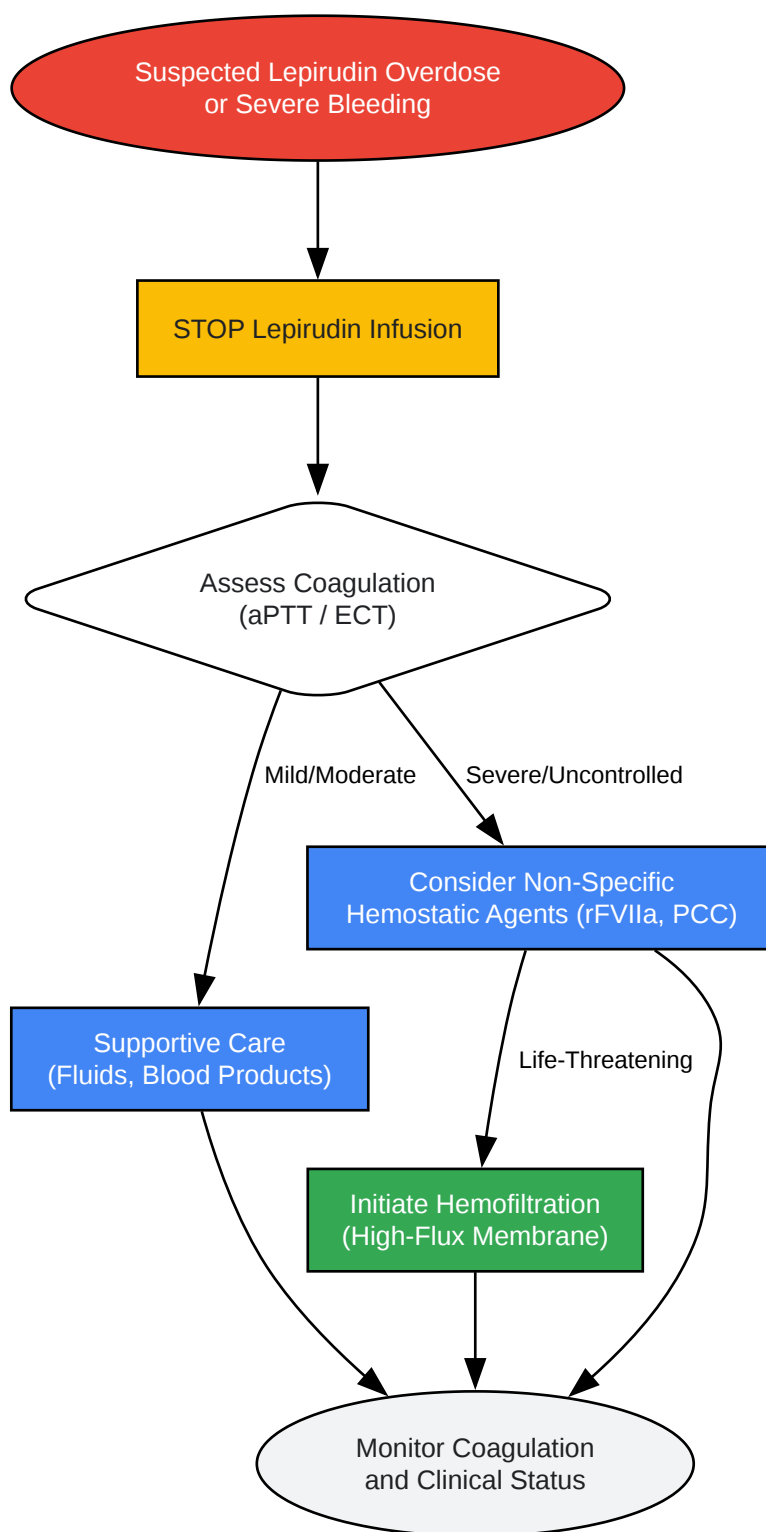 Suspected Lepirudin Overdose
or Severe Bleeding
STOP Lepirudin Infusion
Assess Coagulation
(aPTT / ECT)
Mild/Moderate
Severe/Uncontrolled
Consider Non-Specific
Hemostatic Agents (rFVIIa, PCC)
Supportive Care
(Fluids, Blood Products)
Life-Threatening
Initiate Hemofiltration
(High-Flux Membrane)
Monitor Coagulation
and Clinical Status